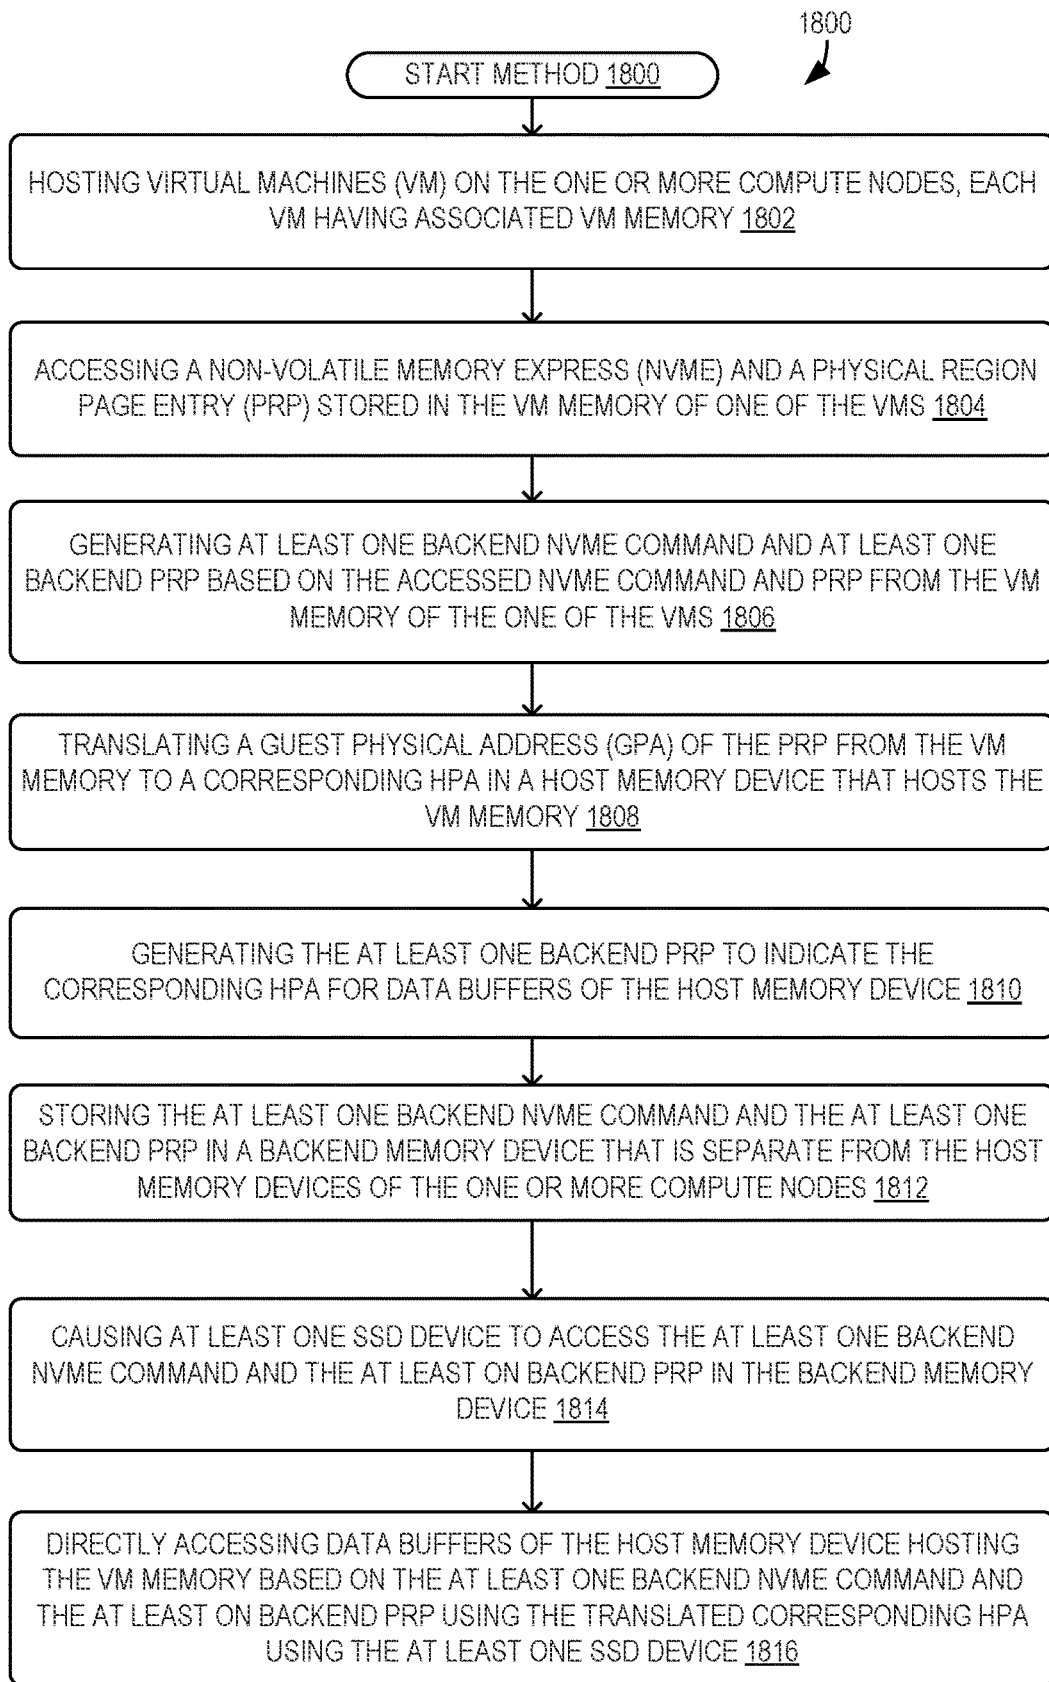 1800
START METHOD 1800
HOSTING VIRTUAL MACHINES (VM) ON THE ONE OR MORE COMPUTE NODES, EACH
VM HAVING ASSOCIATED VM MEMORY 1802
ACCESSING A NON-VOLATILE MEMORY EXPRESS (NVME) AND A PHYSICAL REGION
PAGE ENTRY (PRP) STORED IN THE VM MEMORY OF ONE OF THE VMS 1804
GENERATING AT LEAST ONE BACKEND NVME COMMAND AND AT LEAST ONE
BACKEND PRP BASED ON THE ACCESSED NVME COMMAND AND PRP FROM THE VM
MEMORY OF THE ONE OF THE VMS 1806
TRANSLATING A GUEST PHYSICAL ADDRESS (GPA) OF THE PRP FROM THE VM
MEMORY TO A CORRESPONDING HPA IN A HOST MEMORY DEVICE THAT HOSTS THE
VM MEMORY 1808
GENERATING THE AT LEAST ONE BACKEND PRP TO INDICATE THE
CORRESPONDING HPA FOR DATA BUFFERS OF THE HOST MEMORY DEVICE 1810
STORING THE AT LEAST ONE BACKEND NVME COMMAND AND THE AT LEAST ONE
BACKEND PRP IN A BACKEND MEMORY DEVICE THAT IS SEPARATE FROM THE HOST
MEMORY DEVICES OF THE ONE OR MORE COMPUTE NODES 1812
CAUSING AT LEAST ONE SSD DEVICE TO ACCESS THE AT LEAST ONE BACKEND
NVME COMMAND AND THE AT LEAST ON BACKEND PRP IN THE BACKEND MEMORY
DEVICE 1814
DIRECTLY ACCESSING DATA BUFFERS OF THE HOST MEMORY DEVICE HOSTING
THE VM MEMORY BASED ON THE AT LEAST ONE BACKEND NVME COMMAND AND
THE AT LEAST ON BACKEND PRP USING THE TRANSLATED CORRESPONDING HPA
USING THE AT LEAST ONE SSD DEVICE 1816